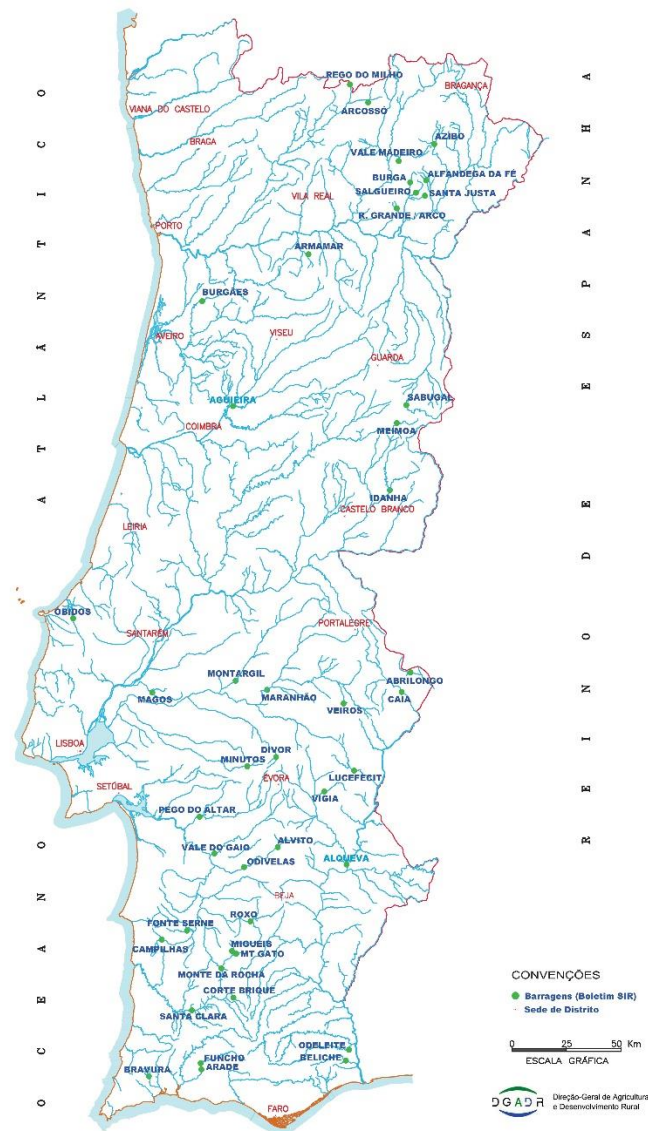 OCEANO ATLÂNTICO
REINO DE ESPANHA
REGO DO MILHO
BRAGANÇA
ARCOSSÓ
VIANA DO CASTELO
BRAGA
AZIBO
VALE MADEIRO
BURGA
ALFANDEGA DA FÉ
SALGUEIRO
SANTA JUSTA
VILA REAL
R. GRENDE/ARCO
PORTO
ARMAMAR
BURGÃES
AVEIRO
VISEU
GUARDA
AGUIEIRA
SABUGAL
COIMBRA
MEIMOA
IDANHA
CASTELO BRANCO
LEIRIA
ÓBIDOS
SANTARÉM
PORTALEGRE
MONTARGIL
ABRILONGO
MAGOS
MARANHÃO
CAIA
VEIROS
LISBOA
DIVOR
MINUTOS
LUCEFECIT
SETÚBAL
ÉVORA
VIGIA
PEGO DO ALTAR
VALE DO GAIO
ALVITO
ODIVELAS
ALQUEVA
BEJA
ROXO
FONTE SERNE
CAMPILHAS
MIGUÉIS
MT GATO
MONTE DA ROCHA
CORTE BRIQUE
SANTA CLARA
ODELEITE
BELICHE
FUNCHO
ARADE
BRAVURA
FARO
CONVENÇÕES
Barragens (Boletim SIR)
Sede de Distrito
0 25 50 Km
ESCALA GRÁFICA
DGADR
Direção-Geral de Agricultura
e Desenvolvimento Rural